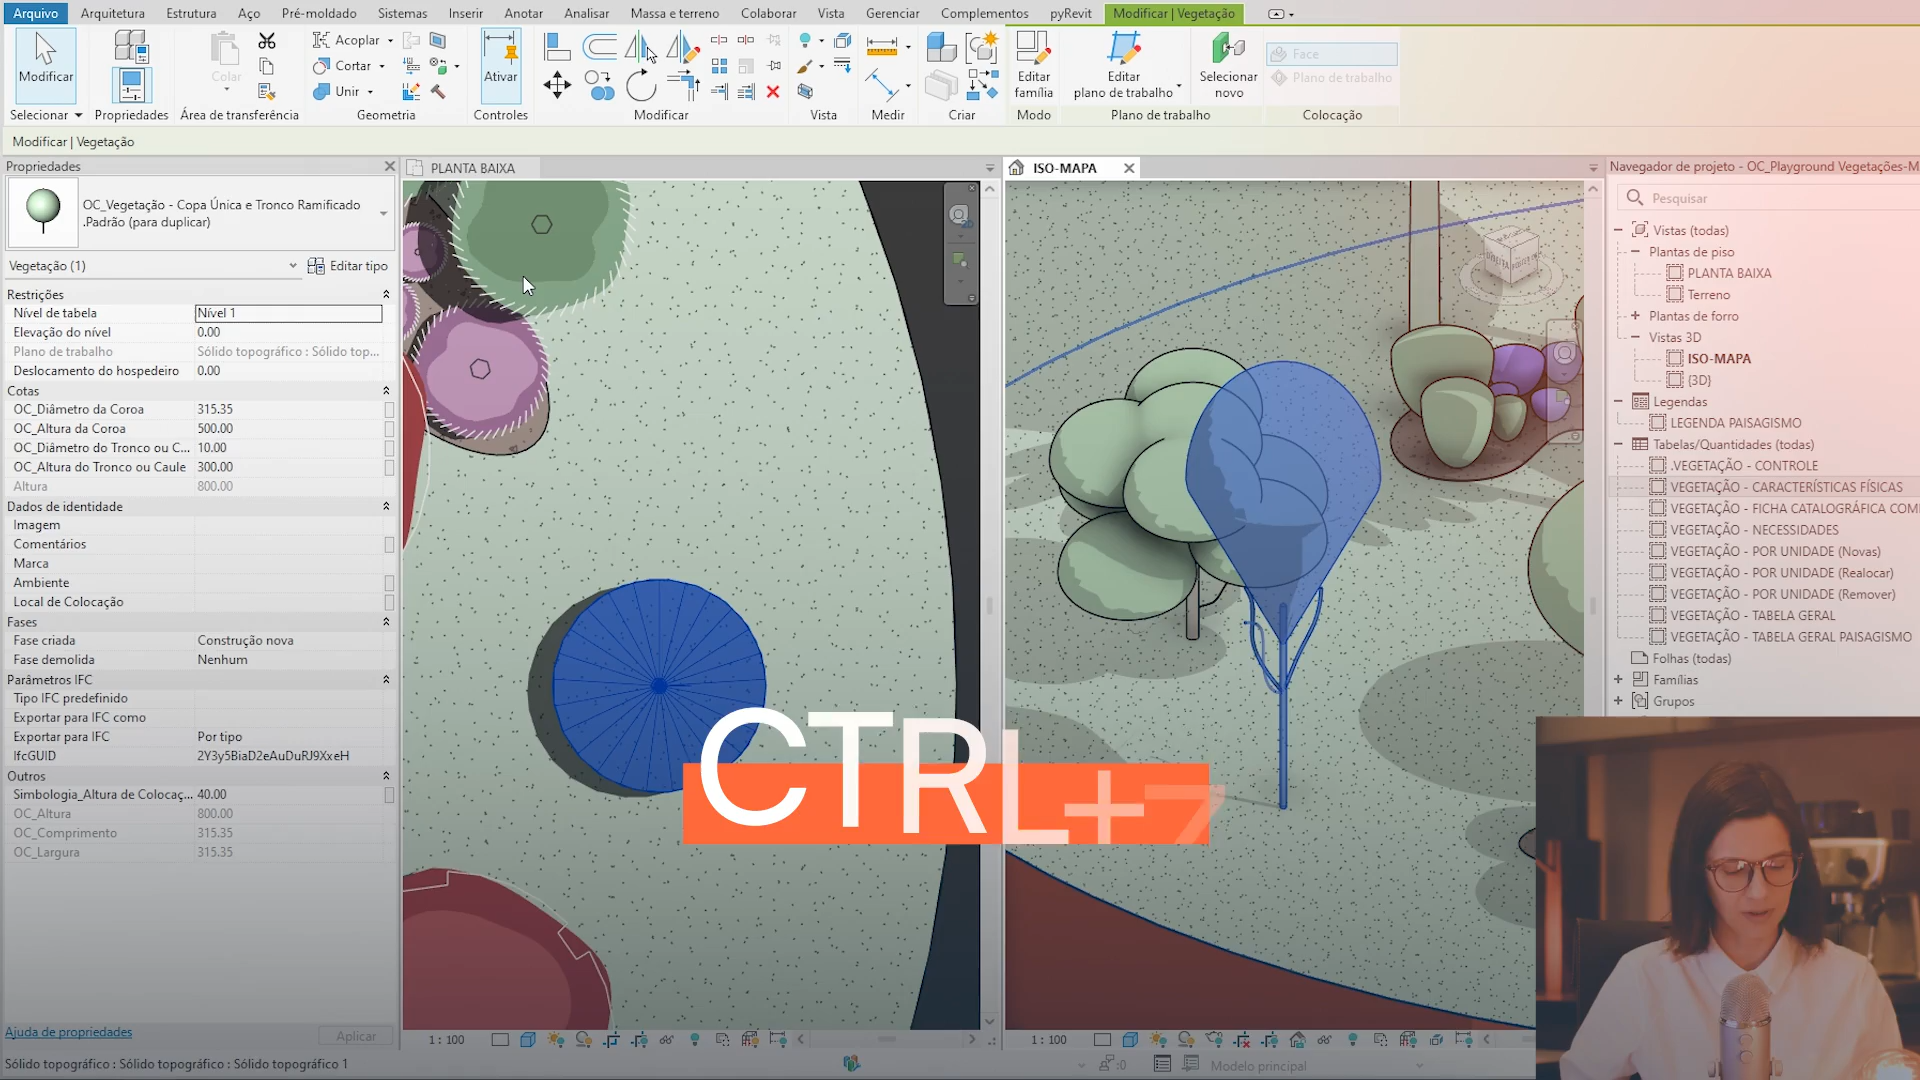 Arquivo Arquitetura Estrutura Aço Pré-moldado Sistemas Inserir Anotar Analisar Massa e terreno Colaborar Vista Gerenciar Complementos pyRevit Modificar | Vegetação
Modificar
Selecionar
Propriedades
Colar
Área de transferência
Acoplar
Cortar
Unir
Geometria
Ativar
Controles
Modificar
Vista
Medir
Criar
Editar família
Modo
Editar plano de trabalho
Selecionar novo
Plano de trabalho
Face
Plano de trabalho
Colocação
Modificar | Vegetação
Propriedades
OC_Vegetação - Copa Única e Tronco Ramificado
.Padrão (para duplicar)
Vegetação (1) Editar tipo
Restrições
Nível de tabela Nível 1
Elevação do nível 0.00
Plano de trabalho Sólido topográfico : Sólido top...
Deslocamento do hospedeiro 0.00
Cotas
OC_Diâmetro da Coroa 315.35
OC_Altura da Coroa 500.00
OC_Diâmetro do Tronco ou C... 10.00
OC_Altura do Tronco ou Caule 300.00
Altura 800.00
Dados de identidade
Imagem
Comentários
Marca
Ambiente
Local de Colocação
Fases
Fase criada Construção nova
Fase demolida Nenhum
Parâmetros IFC
Tipo IFC predefinido
Exportar para IFC como
Exportar para IFC Por tipo
IfcGUID 2Y3y5BiaD2eAuDuRJ9XxeH
Outros
Simbologia_Altura de Colocaç... 40.00
OC_Altura 800.00
OC_Comprimento 315.35
OC_Largura 315.35
Ajuda de propriedades Aplicar
Sólido topográfico : Sólido topográfico : Sólido topográfico 1
PLANTA BAIXA
1 : 100
ISO-MAPA
1 : 100
:0 Modelo principal
CTRL+Z
Navegador de projeto - OC_Playground Vegetações-M
Pesquisar
Vistas (todas)
Plantas de piso
PLANTA BAIXA
Terreno
Plantas de forro
Vistas 3D
ISO-MAPA
{3D}
Legendas
LEGENDA PAISAGISMO
Tabelas/Quantidades (todas)
.VEGETAÇÃO - CONTROLE
VEGETAÇÃO - CARACTERÍSTICAS FÍSICAS
VEGETAÇÃO - FICHA CATALOGRÁFICA COM
VEGETAÇÃO - NECESSIDADES
VEGETAÇÃO - POR UNIDADE (Novas)
VEGETAÇÃO - POR UNIDADE (Realocar)
VEGETAÇÃO - POR UNIDADE (Remover)
VEGETAÇÃO - TABELA GERAL
VEGETAÇÃO - TABELA GERAL PAISAGISMO
Folhas (todas)
Famílias
Grupos